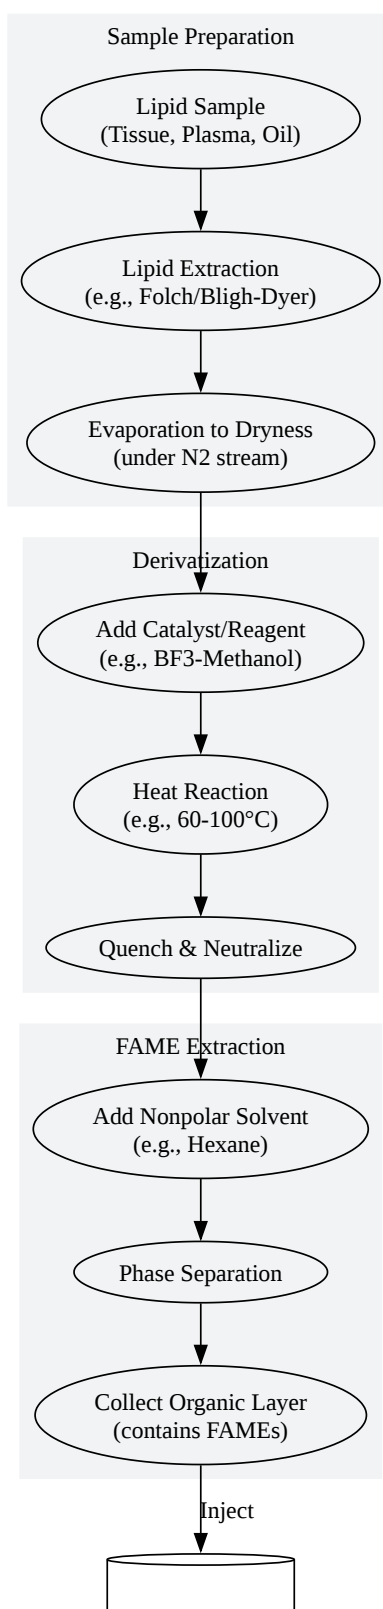 Sample Preparation
Lipid Sample
(Tissue, Plasma, Oil)
Lipid Extraction
(e.g., Folch/Bligh-Dyer)
Evaporation to Dryness
(under N2 stream)
Derivatization
Add Catalyst/Reagent
(e.g., BF3-Methanol)
Heat Reaction
(e.g., 60-100°C)
Quench & Neutralize
FAME Extraction
Add Nonpolar Solvent
(e.g., Hexane)
Phase Separation
Collect Organic Layer
(contains FAMEs)
Inject